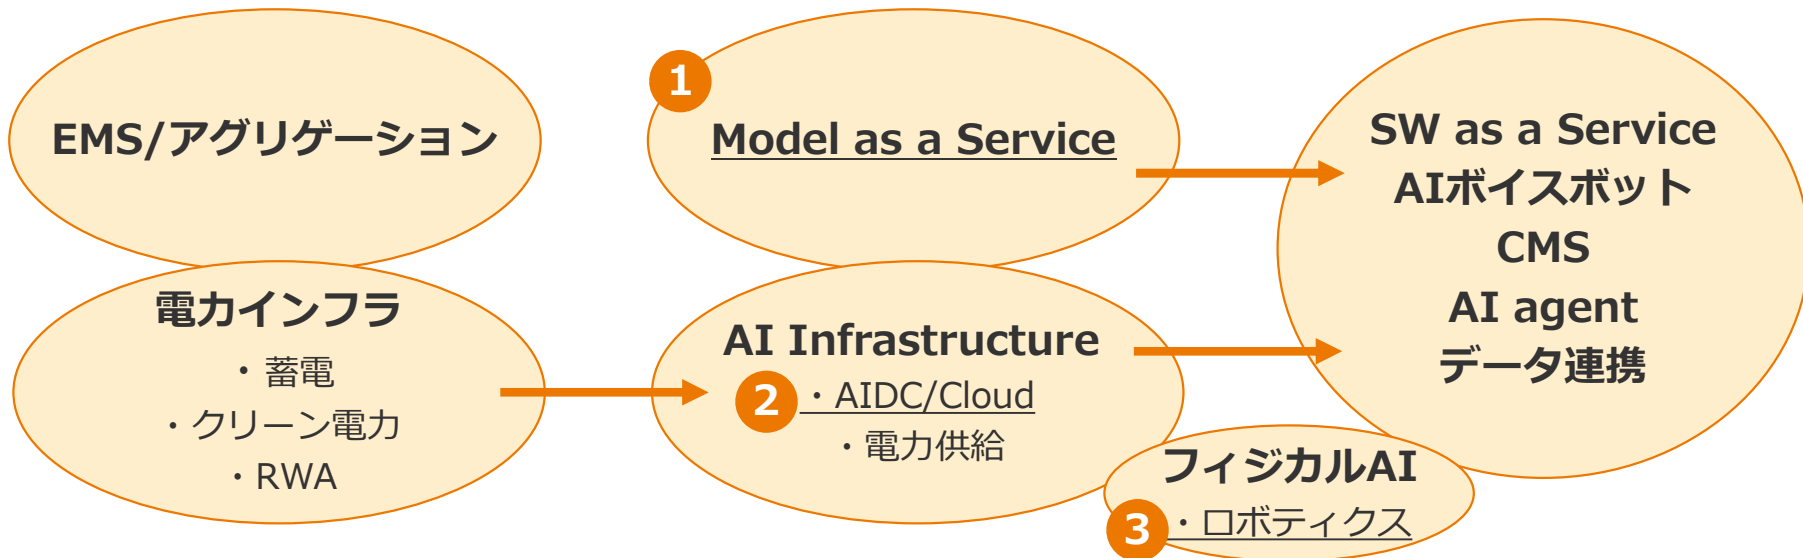 EMS/アグリゲーション
電力インフラ
・蓄電
・クリーン電力
・RWA
1
Model as a Service
AI Infrastructure
2
・AIDC/Cloud
・電力供給
SW as a Service
AIボイスボット
CMS
AI agent
データ連携
フィジカルAI
3
・ロボティクス